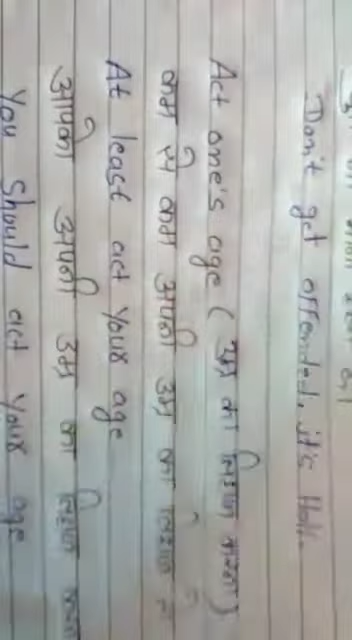 Don't get offended, it's Holi.
Act one's age ( उम्र का लिहाज करना )
कम से कम अपनी उम्र का लिहाज
At least act your age
आपको अपनी उम्र का लिहाज करना
You should act your age